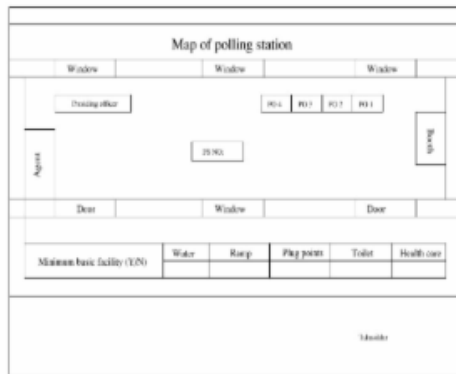 Map of polling station
Window Window Window
Presiding officer PO 4 PO 3 PO 2 PO 1
Agent
Booth
PS NO.
Door Window Door
Minimum basic facility (Y/N) Water Ramp Plug points Toilet Health care